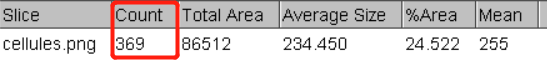 Slice Count Total Area Average Size %Area Mean
cellules.png 369 86512 234.450 24.522 255